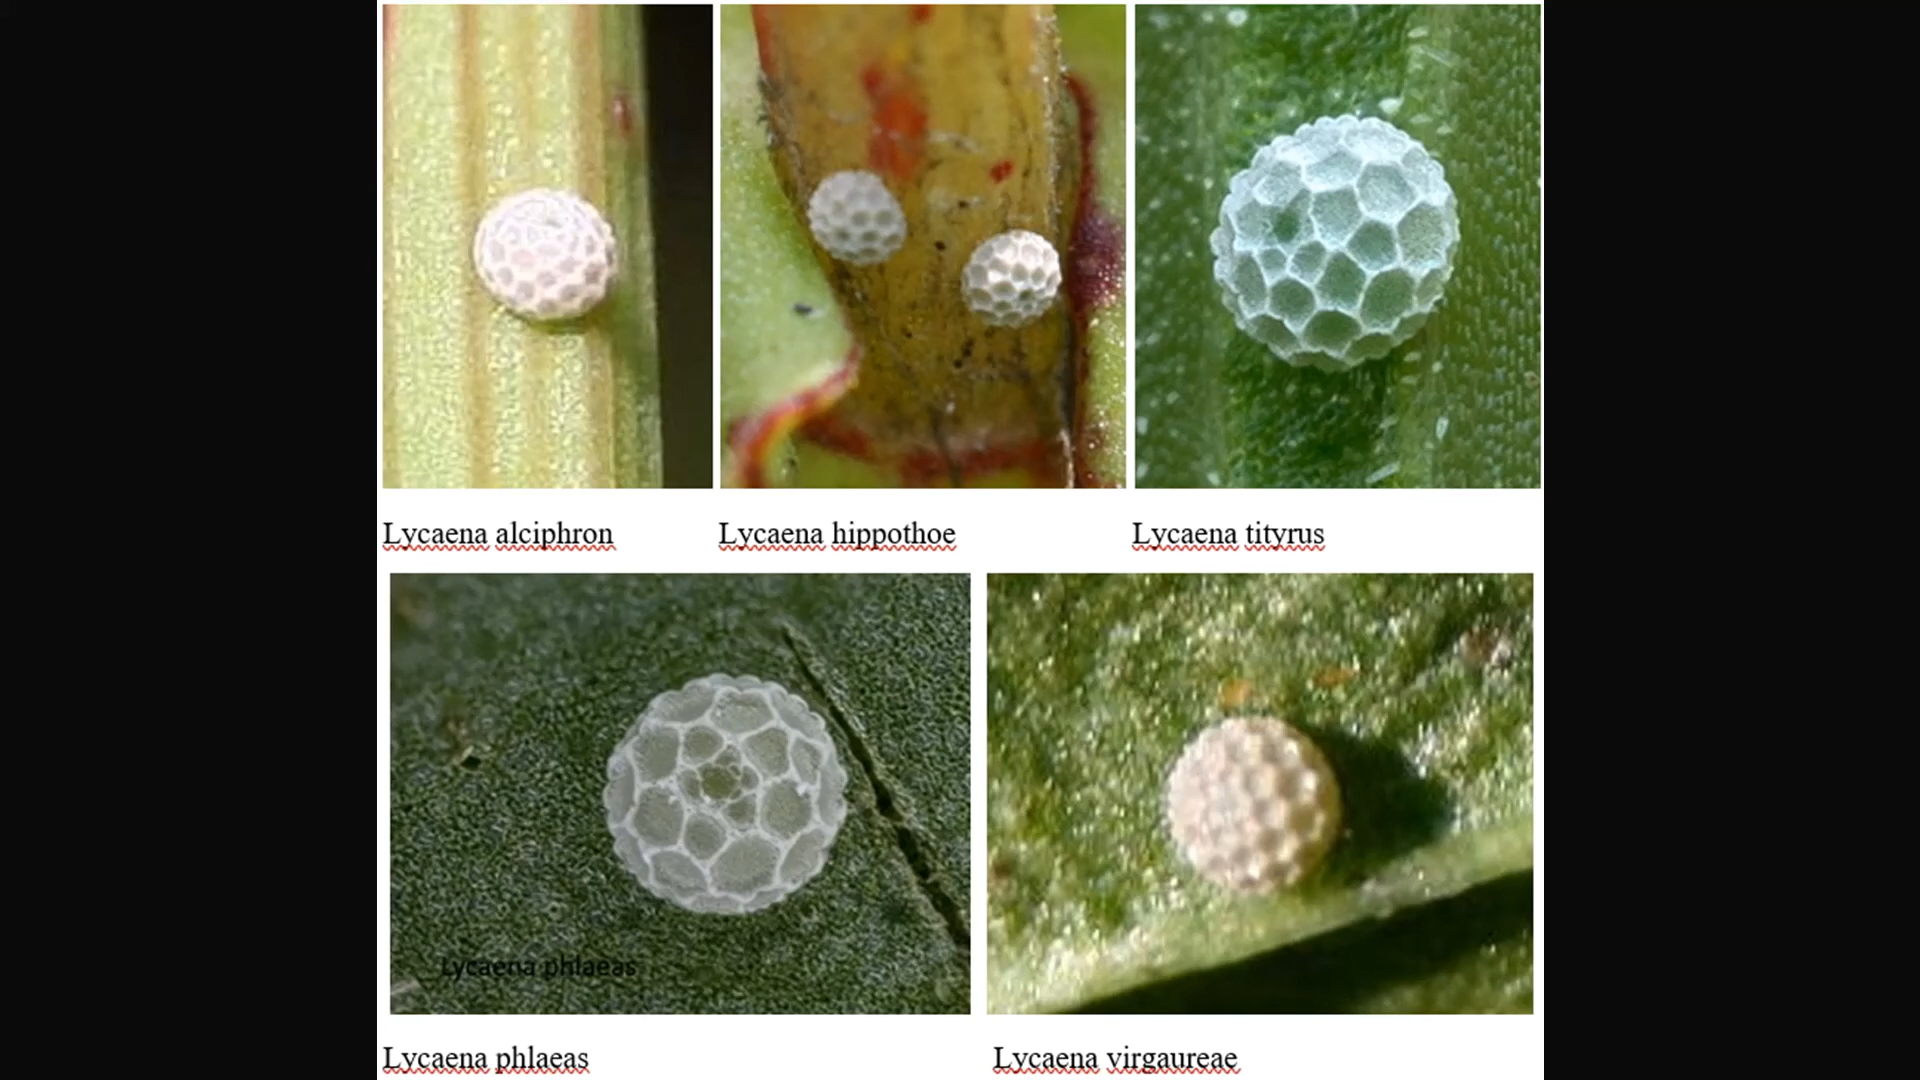 Lycaena alciphron
Lycaena hippothoe
Lycaena tityrus
Lycaena phlaeas
Lycaena phlaeas
Lycaena virgaureae